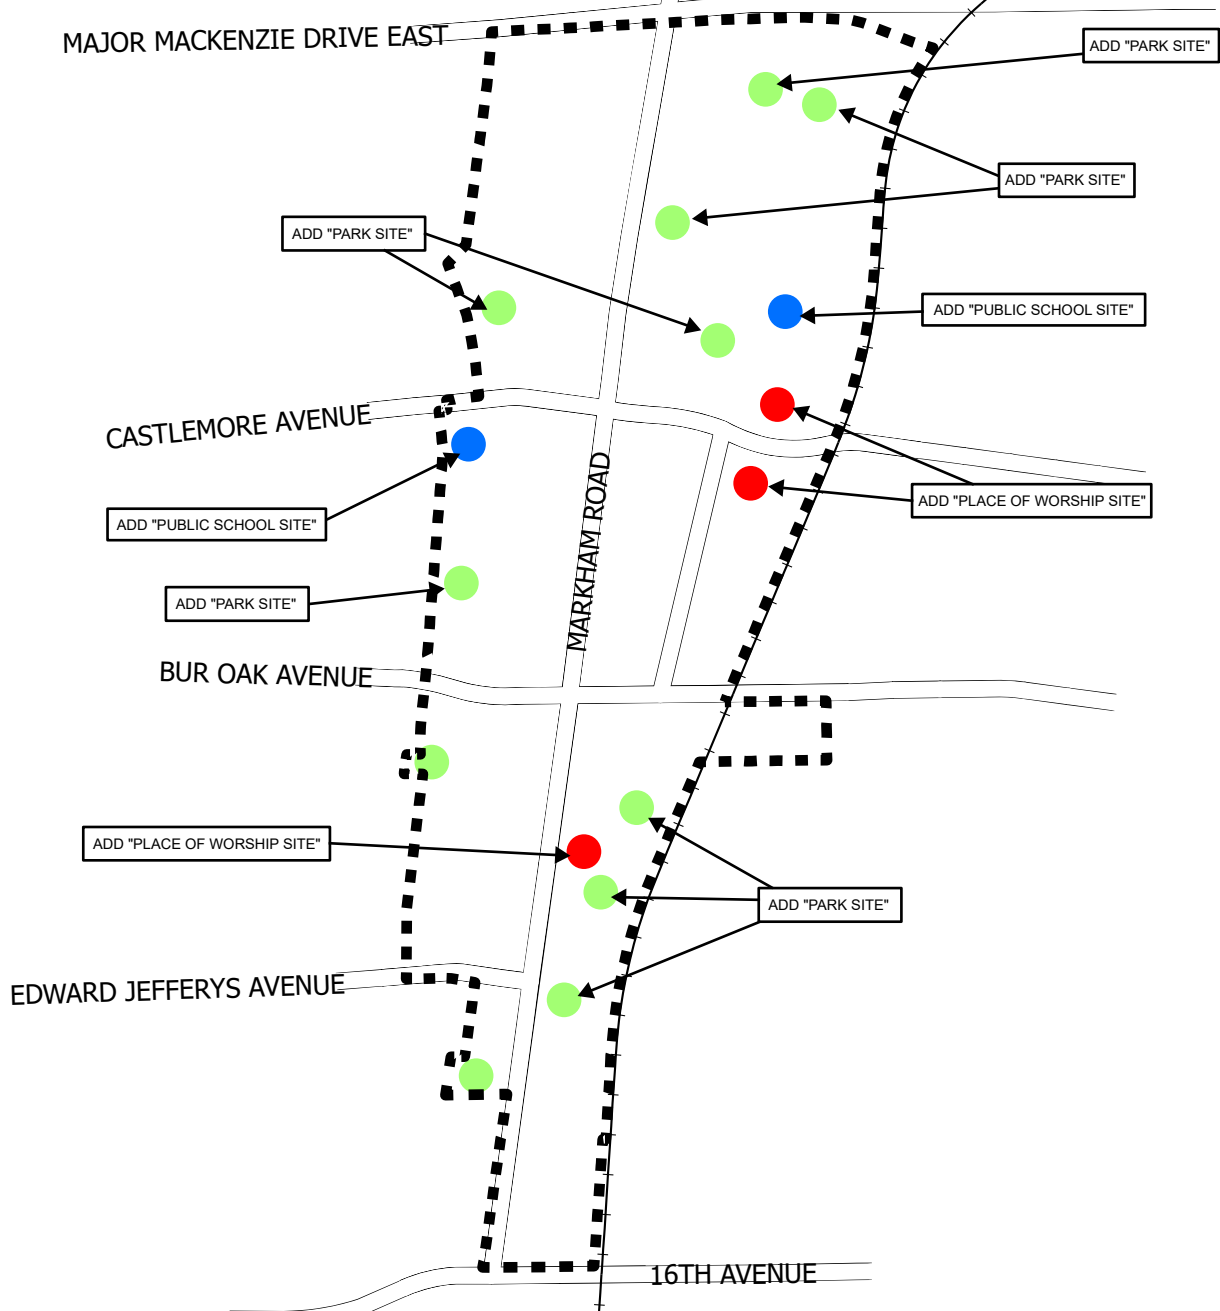 MAJOR MACKENZIE DRIVE EAST
ADD "PARK SITE"
ADD "PARK SITE"
ADD "PARK SITE"
ADD "PUBLIC SCHOOL SITE"
CASTLEMORE AVENUE
MARKHAM ROAD
ADD "PLACE OF WORSHIP SITE"
ADD "PUBLIC SCHOOL SITE"
ADD "PARK SITE"
BUR OAK AVENUE
ADD "PLACE OF WORSHIP SITE"
ADD "PARK SITE"
EDWARD JEFFERYS AVENUE
16TH AVENUE